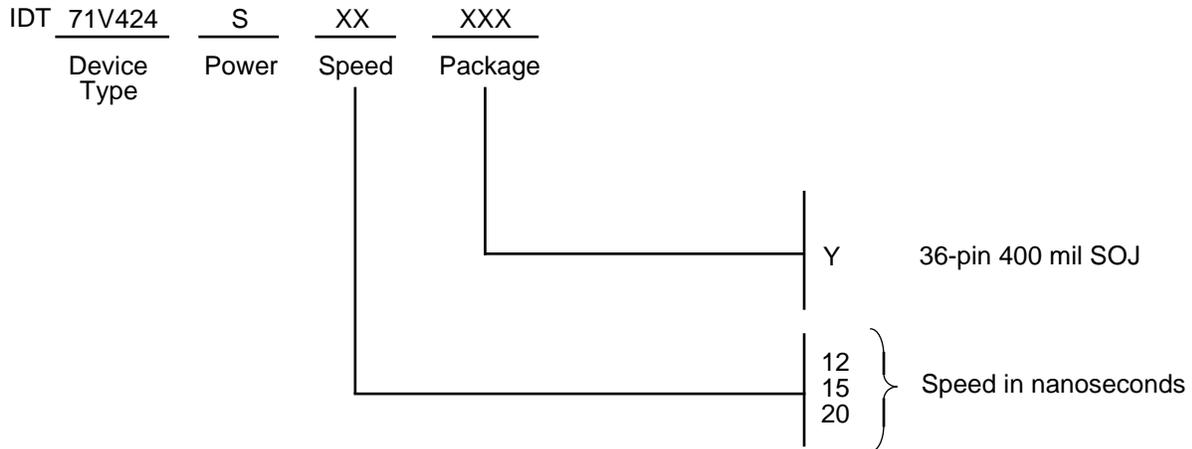 IDT 71V424 S XX XXX
Device Type Power Speed Package
Y 36-pin 400 mil SOJ
12
15
20
Speed in nanoseconds